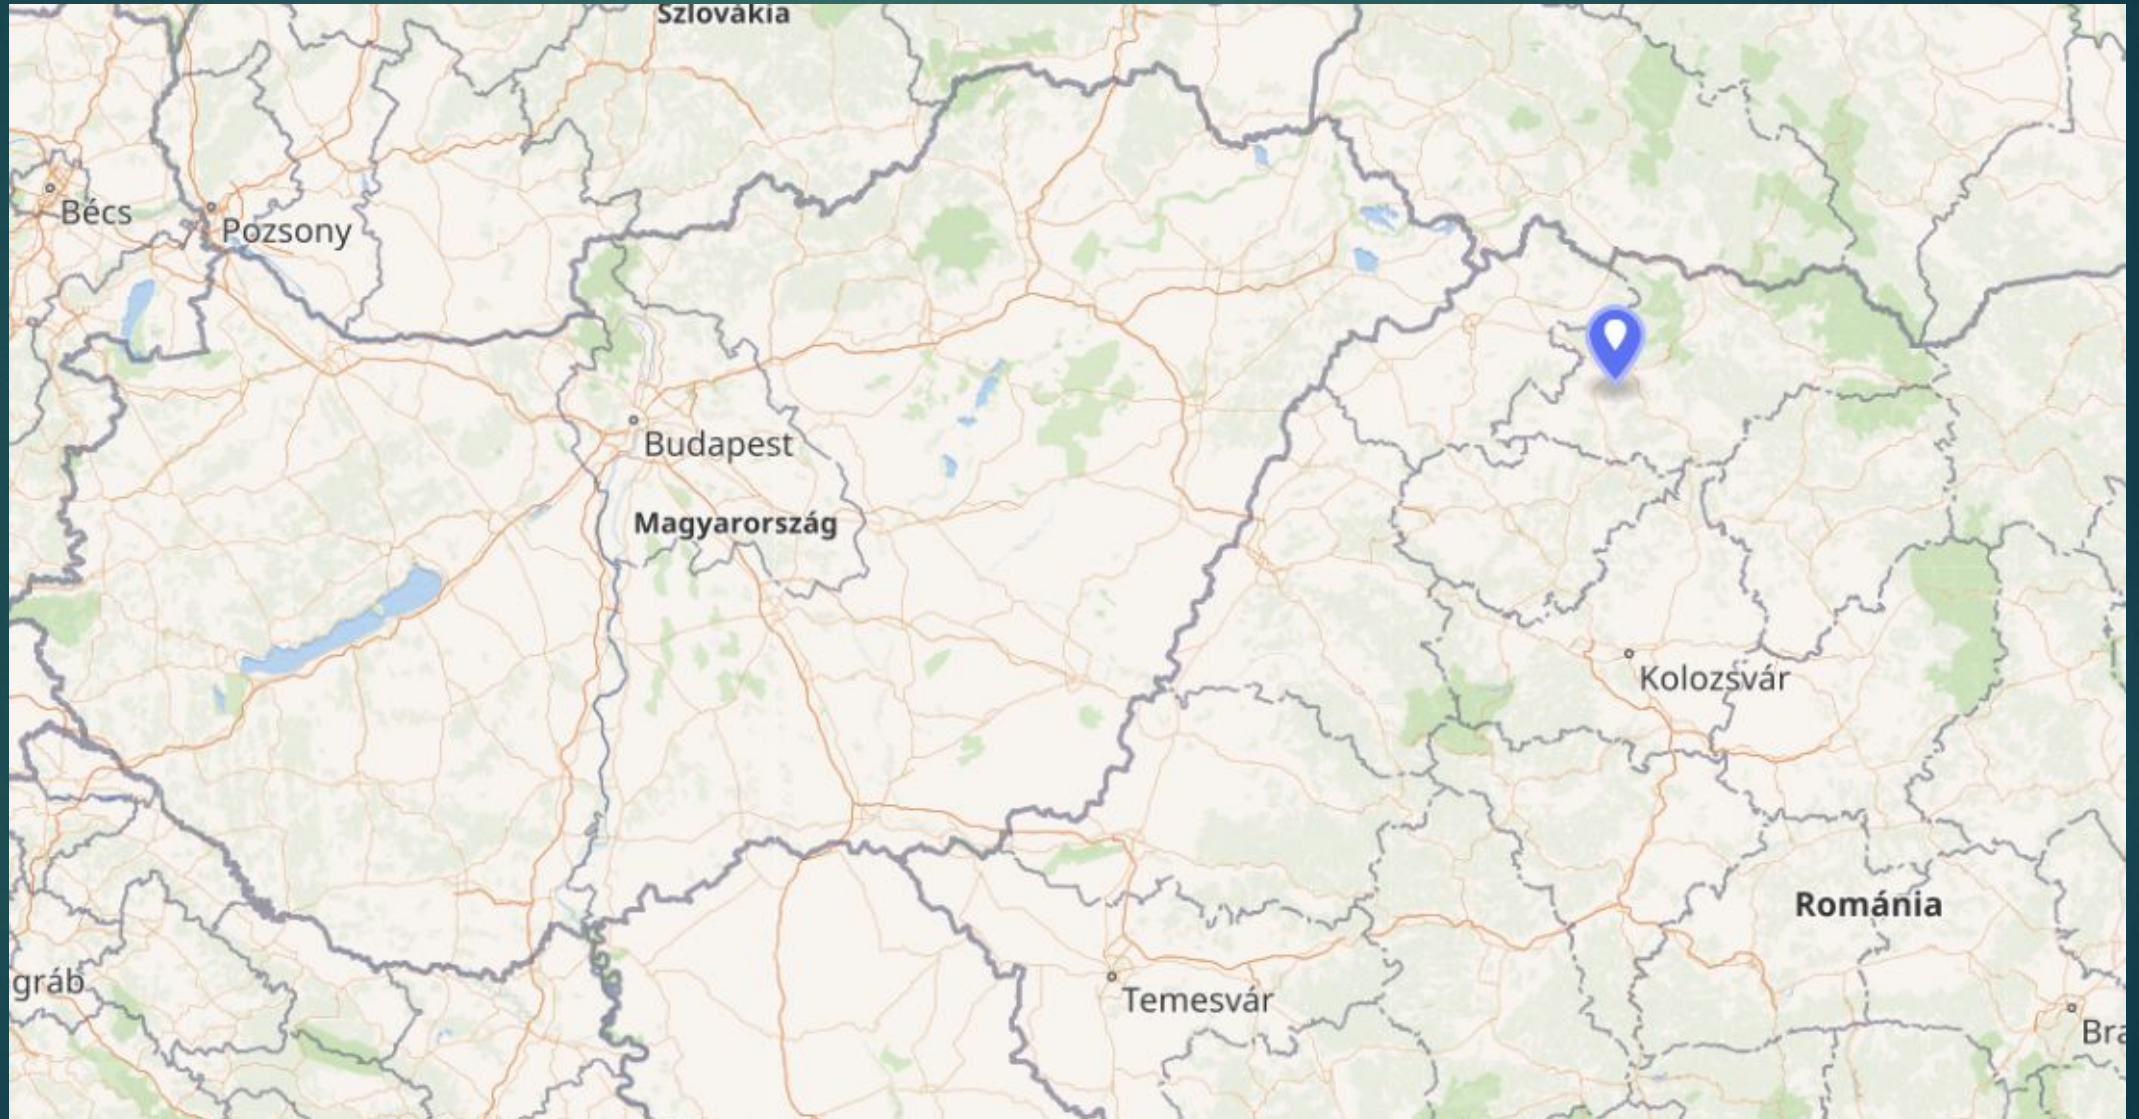 Szlovákia
Bécs
Pozsony
Budapest
Magyarország
Kolozsvár
Románia
gráb
Temesvár
Bra